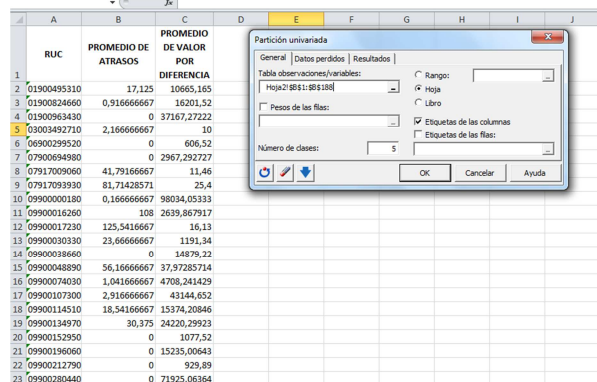 A B C D E F G H I J
RUC PROMEDIO DE ATRASOS PROMEDIO DE VALOR POR DIFERENCIA
1
2 01900495310 17,125 10665,165
3 01900824660 0,916666667 16201,52
4 01900963430 0 37167,27222
5 03003492710 2,166666667 10
6 06900299520 0 606,52
7 07900694980 0 2967,292727
8 07917009060 41,79166667 11,46
9 07917093930 81,71428571 25,4
10 09900000180 0,166666667 98034,05333
11 09900016260 108 2639,867917
12 09900017230 125,5416667 16,13
13 09900030330 23,66666667 1191,34
14 09900038660 0 14879,22
15 09900048890 56,16666667 37,97285714
16 09900074030 1,041666667 4708,241429
17 09900107300 2,916666667 43144,652
18 09900114510 18,54166667 15374,20846
19 09900134970 30,375 24220,29923
20 09900152950 0 1077,52
21 09900196060 0 15235,00643
22 09900212790 0 929,89
23 09900280440 0 71925,06364
Partición univariada
General Datos perdidos Resultados
Tabla observaciones/variables:
Hoja2!$B$1:$B$188
Pesos de las filas:
Número de clases: 5
Rango:
Hoja
Libro
Etiquetas de las columnas
Etiquetas de las filas:
OK Cancelar Ayuda